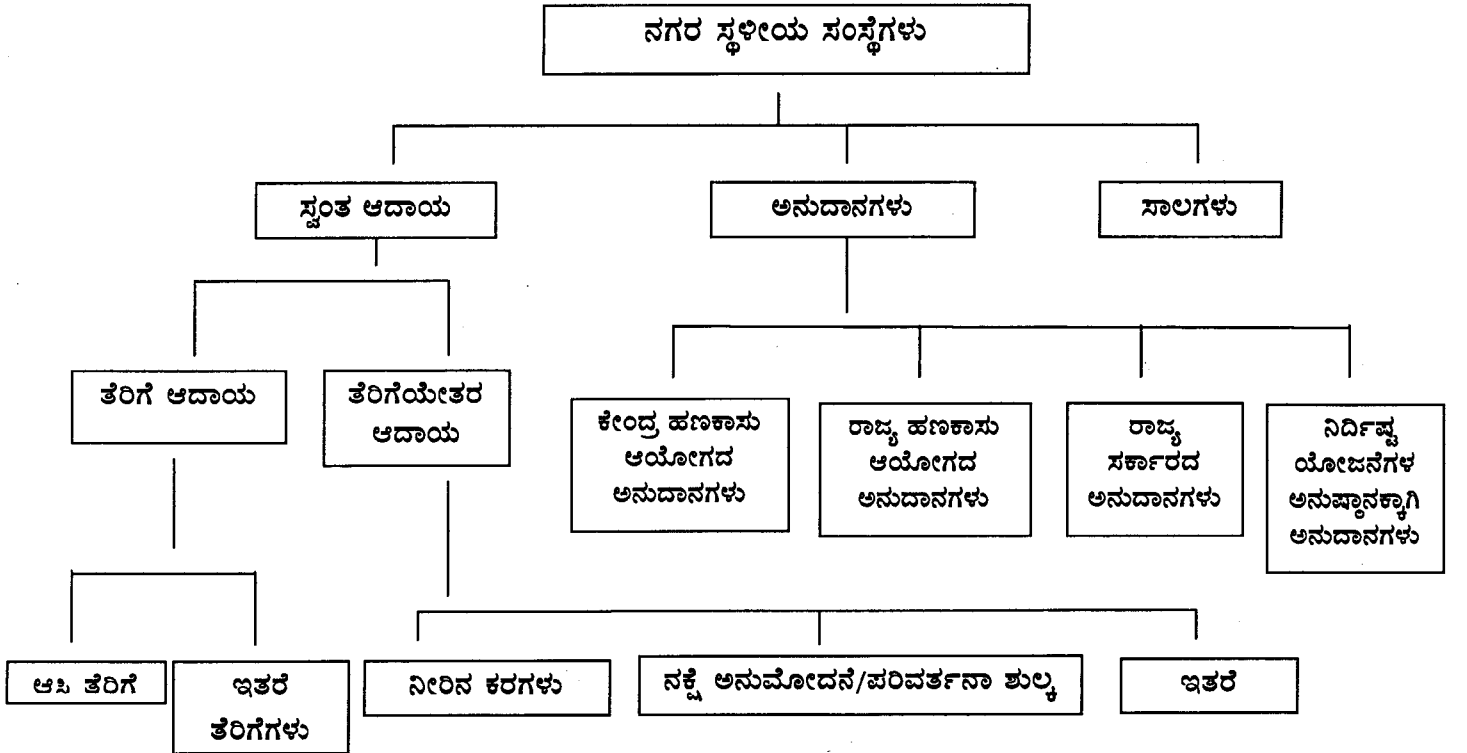 ನಗರ ಸ್ಥಳೀಯ ಸಂಸ್ಥೆಗಳು
ಸ್ವಂತ ಆದಾಯ
ಅನುದಾನಗಳು
ಸಾಲಗಳು
ತೆರಿಗೆ ಆದಾಯ
ತೆರಿಗೆಯೇತರ
ಆದಾಯ
ಕೇಂದ್ರ ಹಣಕಾಸು
ಆಯೋಗದ
ಅನುದಾನಗಳು
ರಾಜ್ಯ ಹಣಕಾಸು
ಆಯೋಗದ
ಅನುದಾನಗಳು
ರಾಜ್ಯ
ಸರ್ಕಾರದ
ಅನುದಾನಗಳು
ನಿರ್ದಿಷ್ಟ
ಯೋಜನೆಗಳ
ಅನುಷ್ಠಾನಕ್ಕಾಗಿ
ಅನುದಾನಗಳು
ಆಸಿ ತೆರಿಗೆ
ಇತರೆ
ತೆರಿಗೆಗಳು
ನೀರಿನ ಕರಗಳು
ನಕ್ಷೆ ಅನುಮೋದನೆ/ಪರಿವರ್ತನಾ ಶುಲ್ಕ
ಇತರೆ